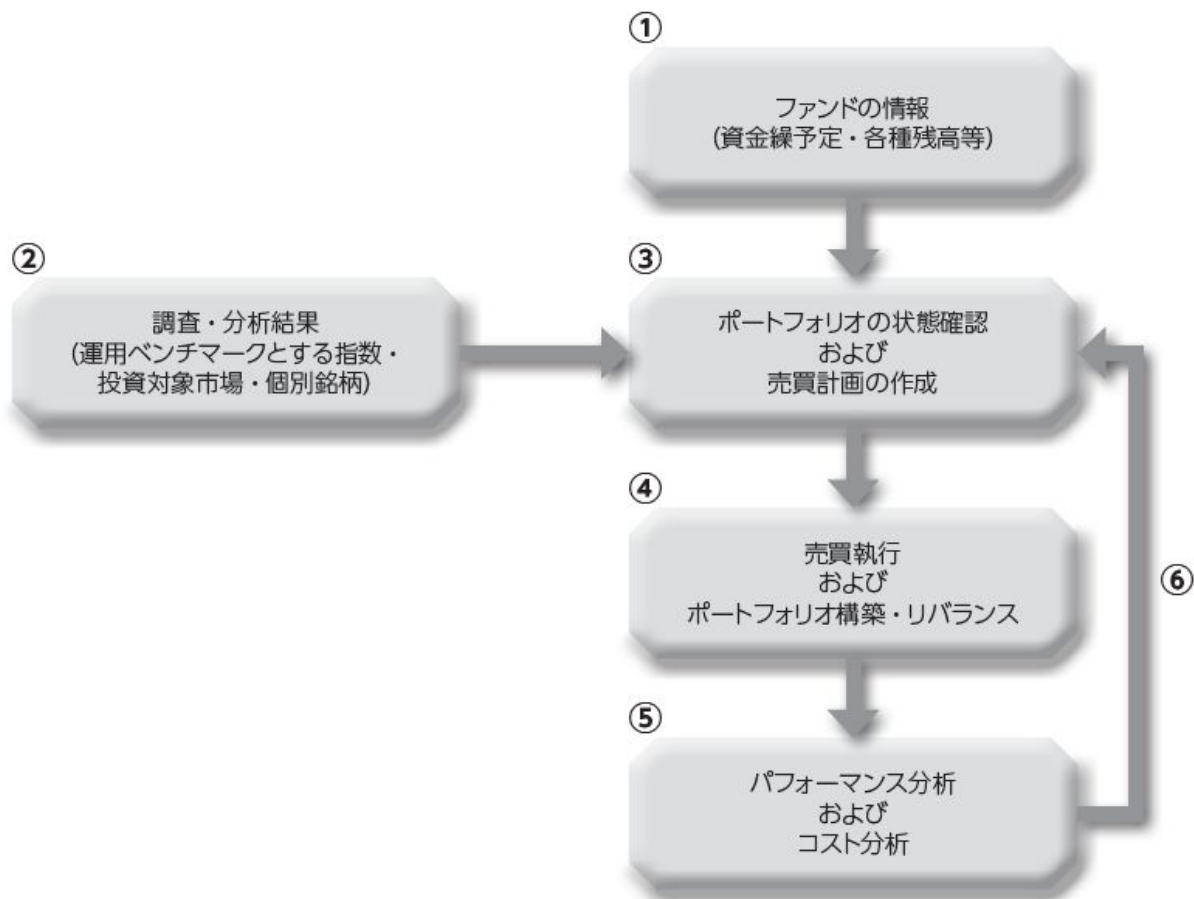 ①
ファンドの情報
(資金繰予定・各種残高等)
②
調査・分析結果
(運用ベンチマークとする指数・
投資対象市場・個別銘柄)
③
ポートフォリオの状態確認
および
売買計画の作成
④
売買執行
および
ポートフォリオ構築・リバランス
⑤
パフォーマンス分析
および
コスト分析
⑥